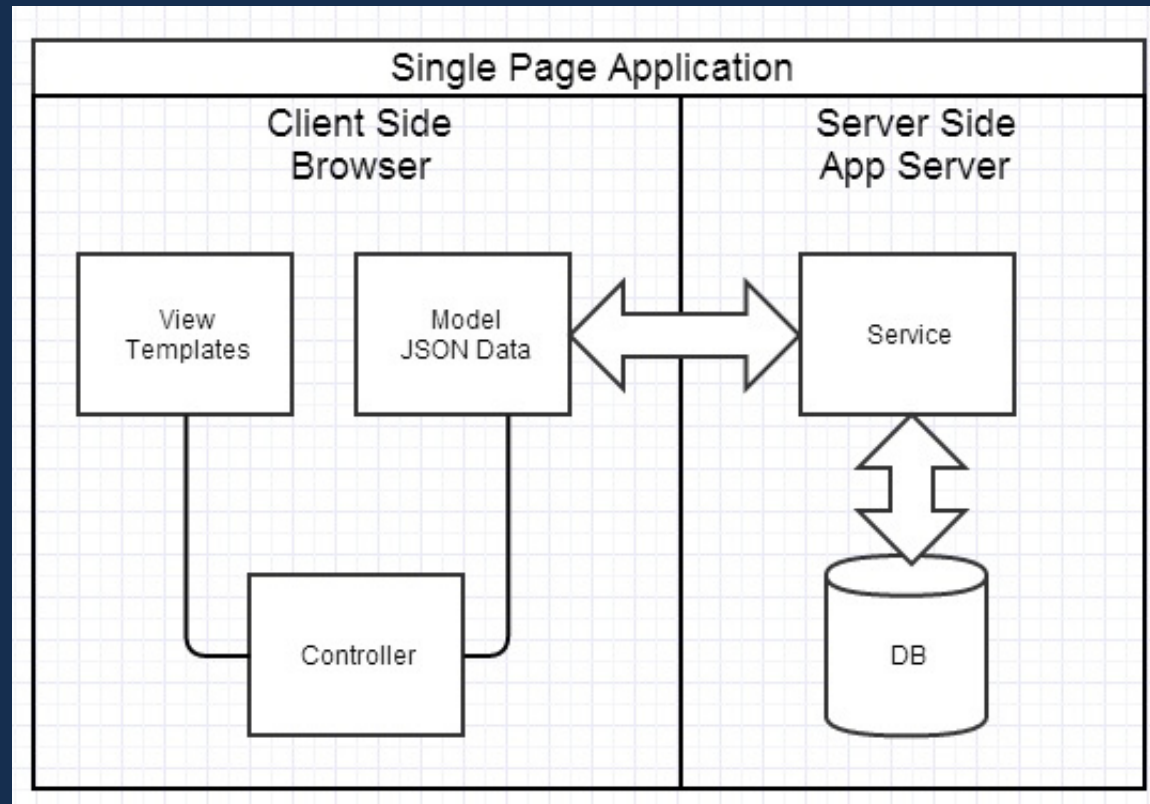 Single Page Application
Client Side
Browser
Server Side
App Server
View
Templates
Model
JSON Data
Service
Controller
DB